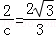 2/c = 2√3/3